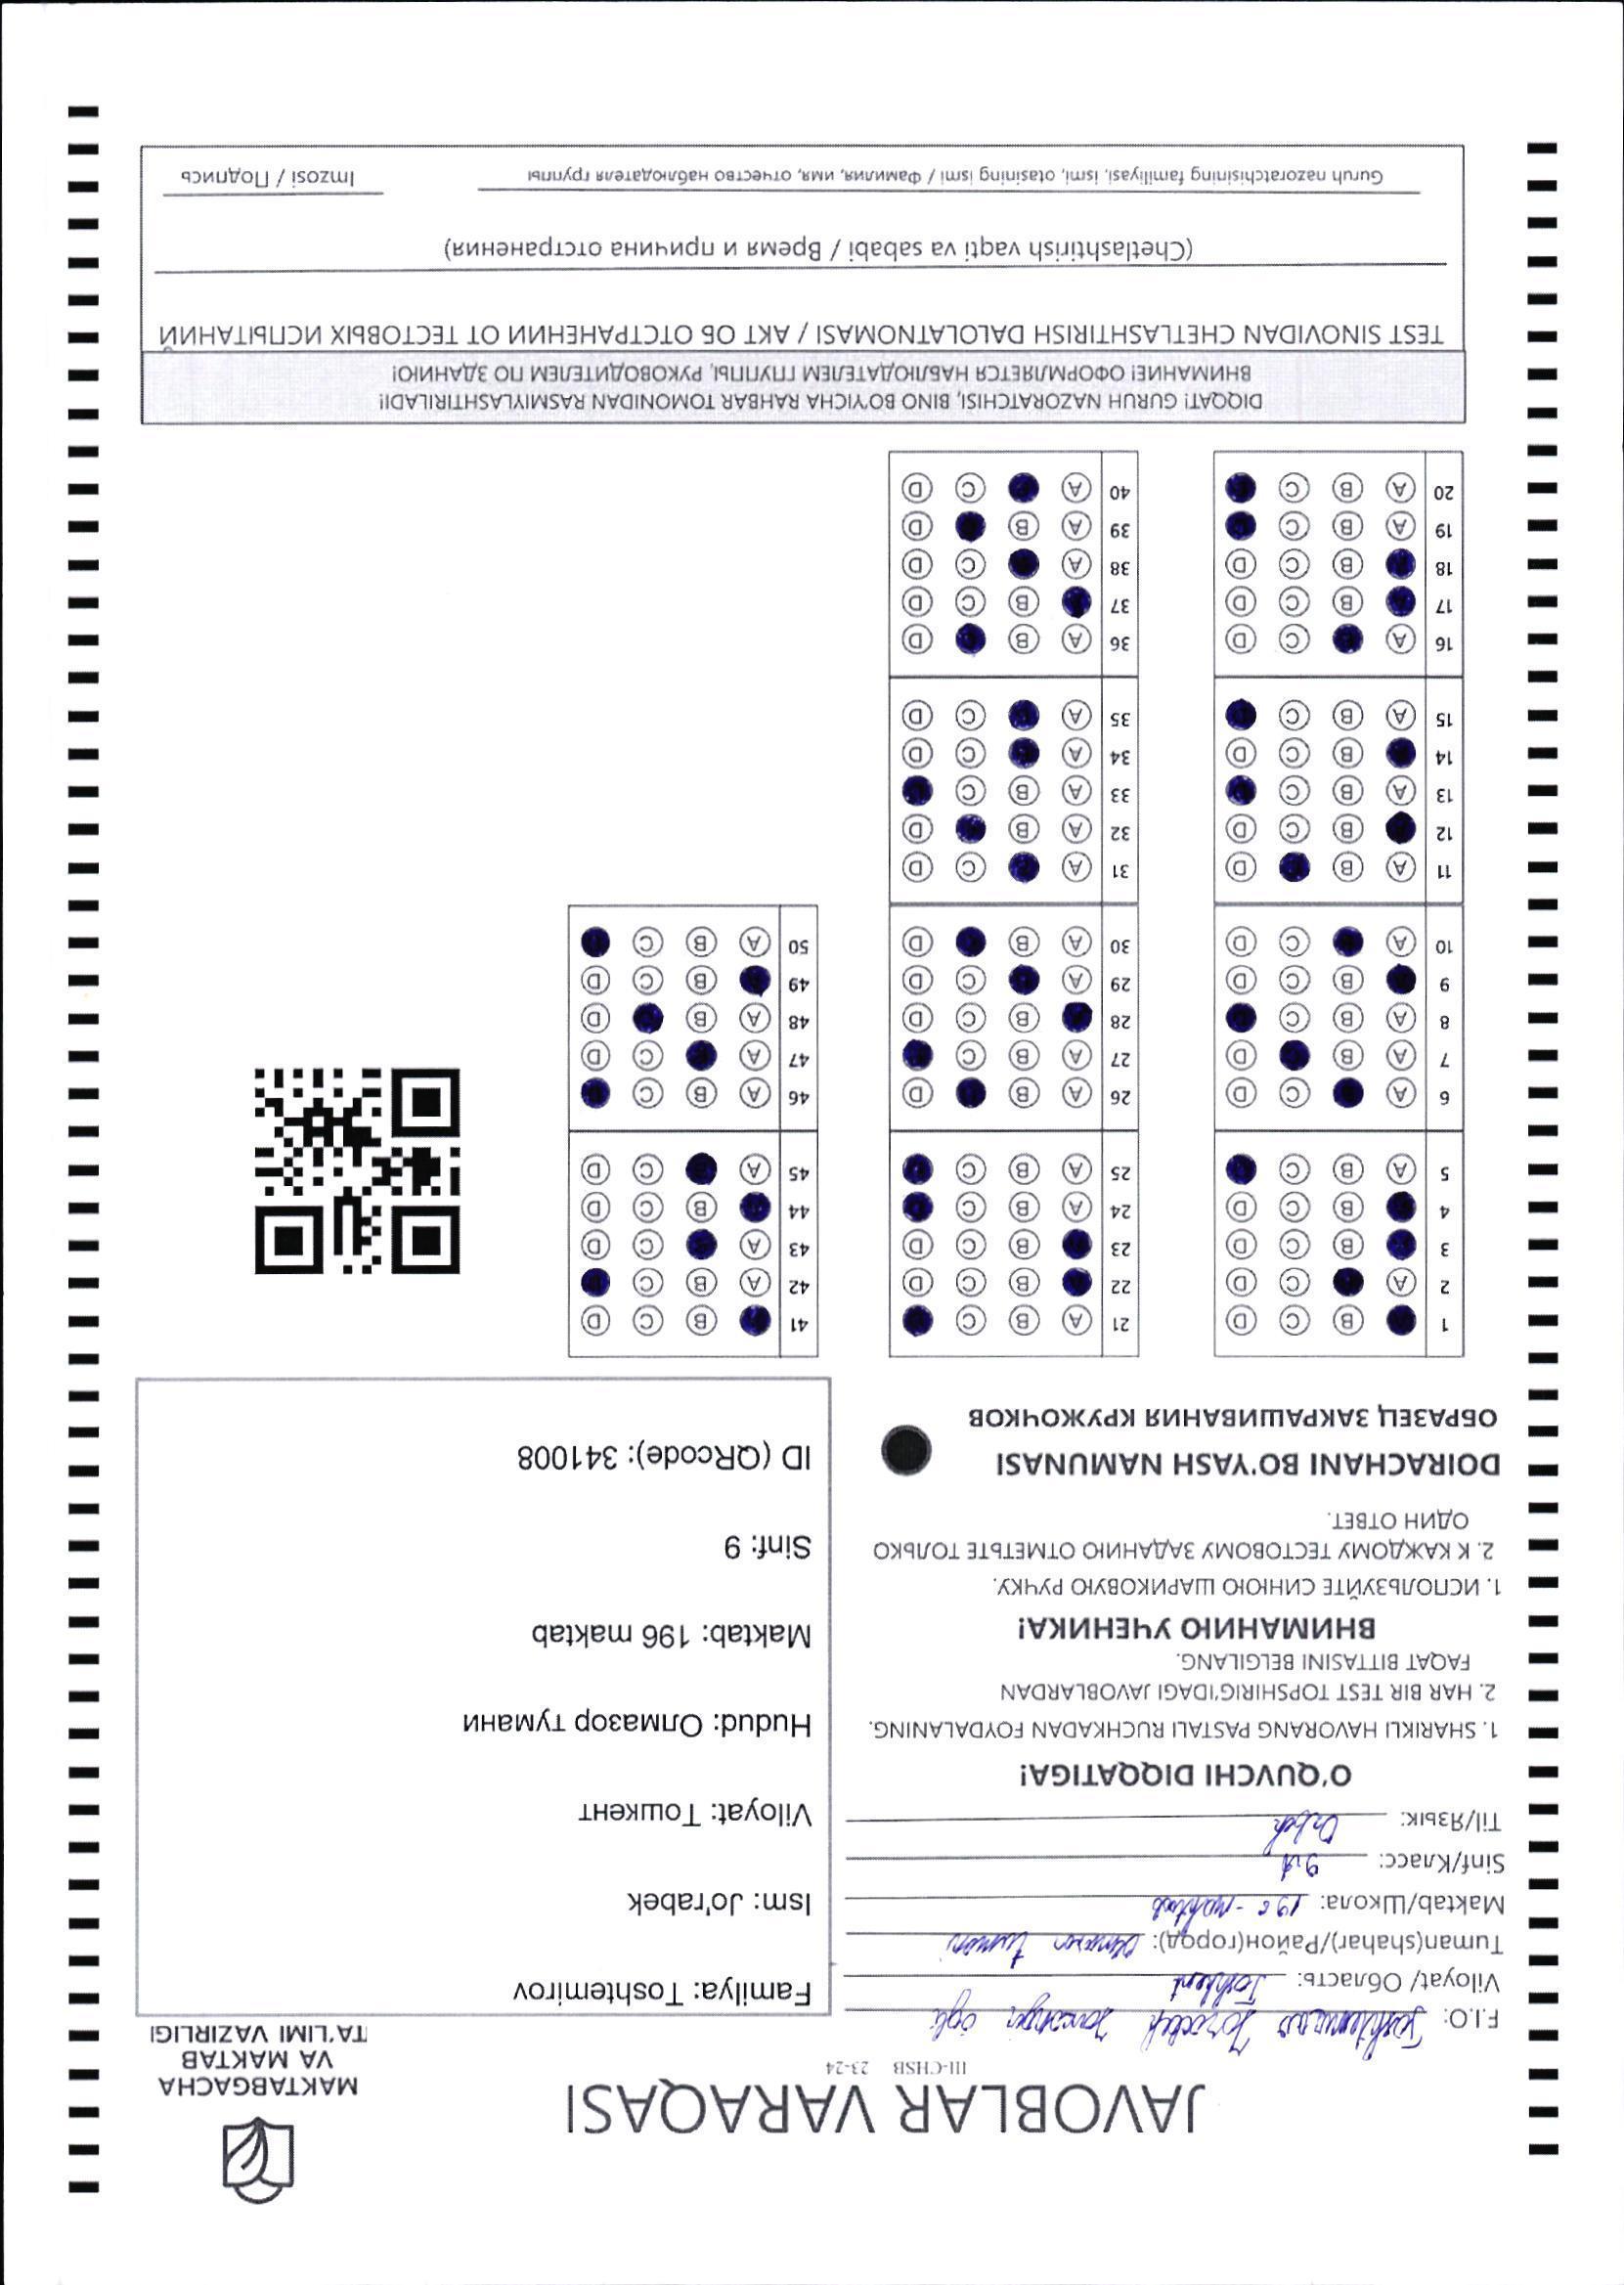 JAVOBLAR VARAQASI
III-CHSB 23-24
MAKTABGACHA
VA MAKTAB
TA'LIMI VAZIRLIGI
F.I.O:
Viloyat/ Область: Toshkent
Tuman(shahar)/Район(город): Olmazor tumani
Maktab/Школа: 196-maktab
Sinf/Класс:
Til/Язык:
O'QUVCHI DIQQATIGA!
1. SHARIKLI HAVORANG PASTALI RUCHKADAN FOYDALANING.
2. HAR BIR TEST TOPSHIRIG'IDAGI JAVOBLARDAN
FAQAT BITTASINI BELGILANG.
ВНИМАНИЮ УЧЕНИКА!
1. ИСПОЛЬЗУЙТЕ СИНЮЮ ШАРИКОВУЮ РУЧКУ.
2. К КАЖДОМУ ТЕСТОВОМУ ЗАДАНИЮ ОТМЕТЬТЕ ТОЛЬКО
ОДИН ОТВЕТ.
DOIRACHANI BO'YASH NAMUNASI
ОБРАЗЕЦ ЗАКРАШИВАНИЯ КРУЖОЧКОВ
Familya: Toshtemirov
Ism: Jo'rabek
Viloyat: Тошкент
Hudud: Олмазор тумани
Maktab: 196 maktab
Sinf: 9
ID (QRcode): 341008
1 B C D
2 A C D
3 B C D
4 B C D
5 A B C
6 A C D
7 A B D
8 A B C
9 B C D
10 A C D
11 A B D
12 B C D
13 A B C
14 B C D
15 A B C
16 A C D
17 B C D
18 B C D
19 A B C
20 A B C
21 A B C
22 B C D
23 B C D
24 A B C
25 A B C
26 A B D
27 A B C
28 B C D
29 A C D
30 A B D
31 A C D
32 A B D
33 A B C
34 A C D
35 A C D
36 A B D
37 B C D
38 A C D
39 A B D
40 A C D
41 B C D
42 A B C
43 A C D
44 B C D
45 A C D
46 A B C
47 A C D
48 A B D
49 B C D
50 A B C
DIQQAT! GURUH NAZORATCHISI, BINO BO'YICHA RAHBAR TOMONIDAN RASMIYLASHTIRILADI!
ВНИМАНИЕ! ОФОРМЛЯЕТСЯ НАБЛЮДАТЕЛЕМ ГПУППЫ, РУКОВОДИТЕЛЕМ ПО ЗДАНИЮ!
TEST SINOVIDAN CHETLASHTIRISH DALOLATNOMASI / АКТ ОБ ОТСТРАНЕНИИ ОТ ТЕСТОВЫХ ИСПЫТАНИЙ
(Chetlashtirish vaqti va sababi / Время и причина отстранения)
Guruh nazoratchisining familiyasi, ismi, otasining ismi / Фамилия, имя, отчество наблюдателя группы
Imzosi / Подпись